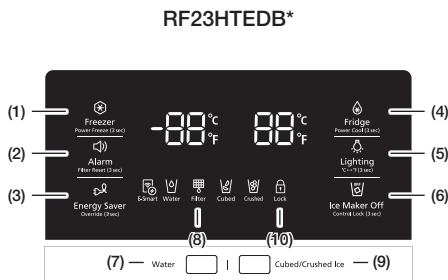 RF23HTEDB*
(1)
Freezer
Power Freeze (3 sec)
(2)
Alarm
Filter Reset (3 sec)
(3)
Energy Saver
Override (3sec)
-88 °C °F
88 °C °F
E-Smart Water Filter Cubed Crushed Lock
(8)
(10)
(4)
Fridge
Power Cool (3 sec)
(5)
Lighting
°C↔°F(3 sec)
(6)
OFF
Ice Maker Off
Control Lock (3 sec)
(7) Water | Cubed/Crushed Ice (9)